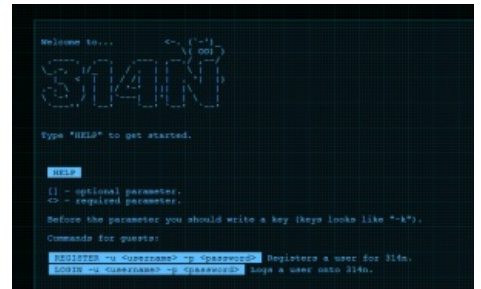 Welcome to...
314N
Type "HELP" to get started.
HELP
[] - optional parameter.
<> - required parameter.
Before the parameter you should write a key (keys looks like "-k").
Commands for guests:
REGISTER -u <username> -p <password> Registers a user for 314n.
LOGIN -u <username> -p <password> Logs a user onto 314n.